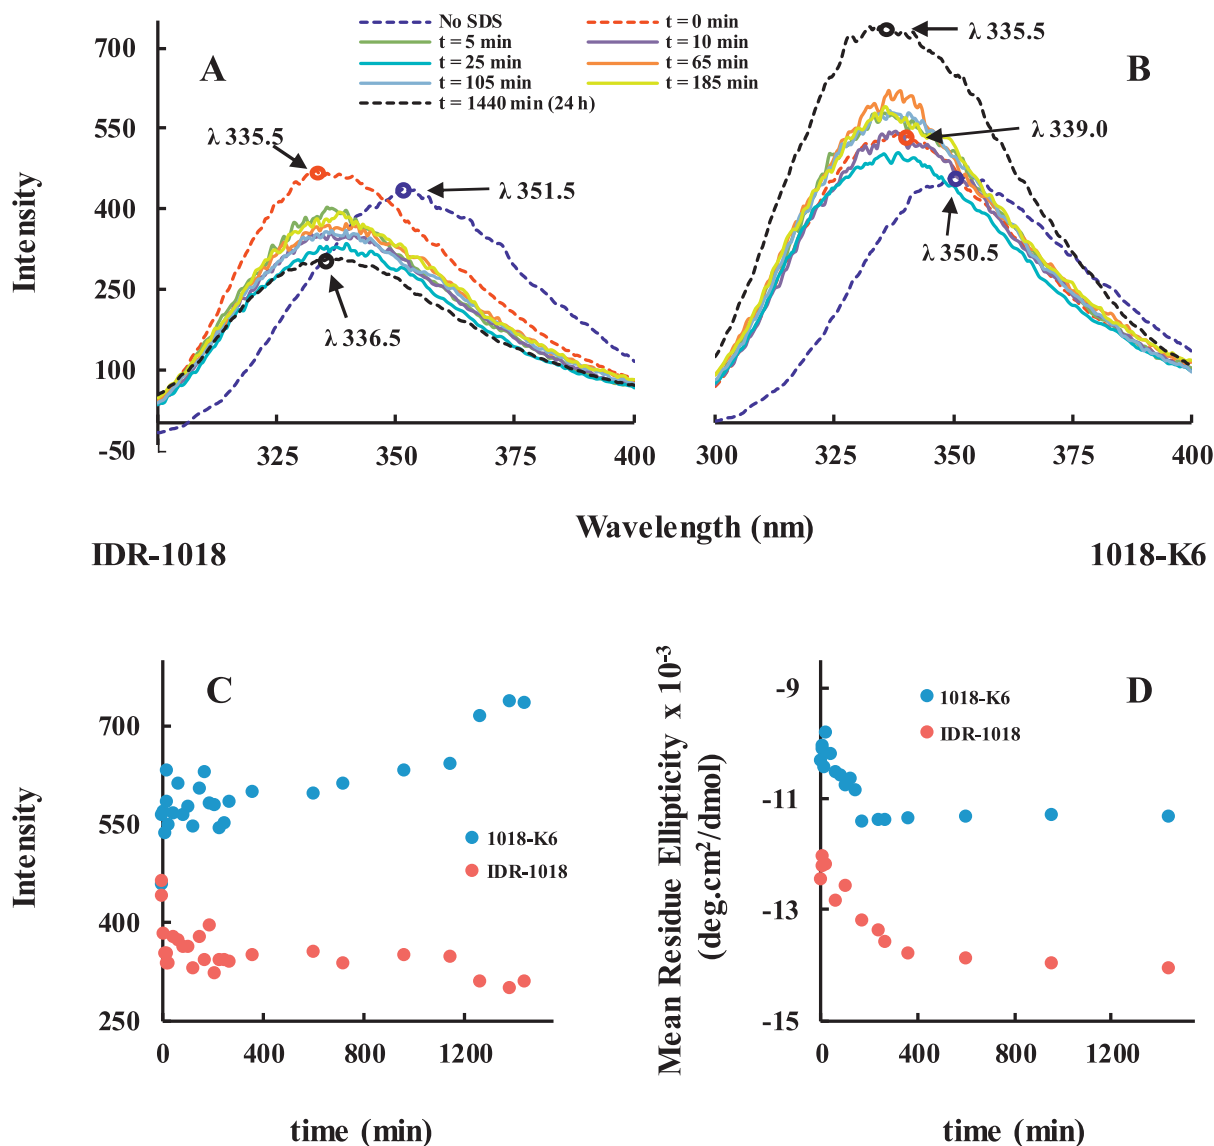 No SDS
t = 0 min
t = 5 min
t = 10 min
t = 25 min
t = 65 min
t = 105 min
t = 185 min
t = 1440 min (24 h)
A
B
700
550
400
250
100
-50
Intensity
λ 335.5
λ 351.5
λ 336.5
λ 335.5
λ 339.0
λ 350.5
325
350
375
400
300
325
350
375
400
Wavelength (nm)
IDR-1018
1018-K6
C
700
550
400
250
Intensity
1018-K6
IDR-1018
0
400
800
1200
time (min)
D
Mean Residue Ellipticity x 10⁻³
(deg.cm²/dmol)
-9
-11
-13
-15
1018-K6
IDR-1018
0
400
800
1200
time (min)